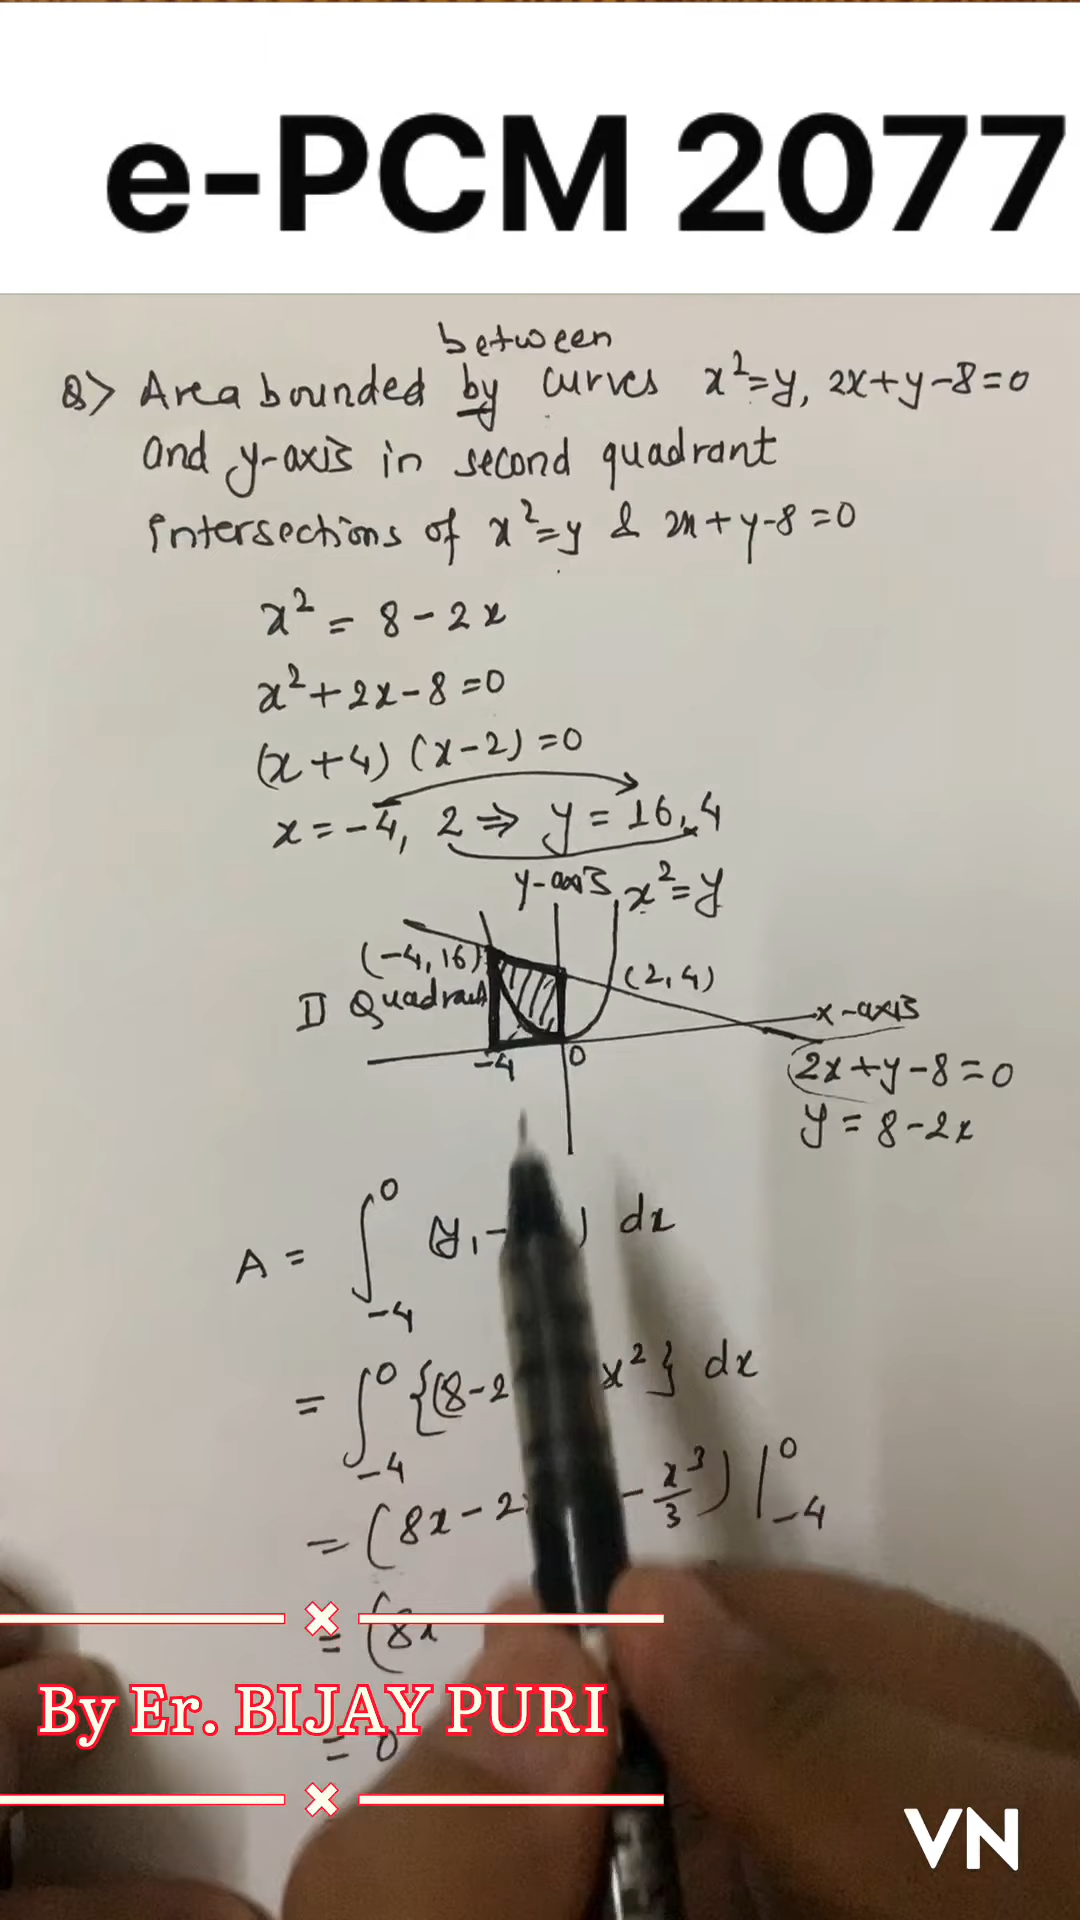 e-PCM 2077
between
Q> Area bounded by curves x²=y, 2x+y-8=0
and y-axis in second quadrant
intersections of x²=y & 2x+y-8=0
x² = 8-2x
x²+2x-8=0
(x+4) (x-2)=0
x=-4, 2 ⇒ y = 16, 4
y-axis x²=y
(-4,16)
(2,4)
II Quadrant
x-axis
-4 0
2x+y-8=0
y = 8-2x
A = ∫₋₄⁰ (y₁- ) dx
= ∫₋₄⁰ {(8-2 x²} dx
= (8x-2 - x³/3) |₋₄⁰
= (8x
By Er. BIJAY PURI
= 0
VN